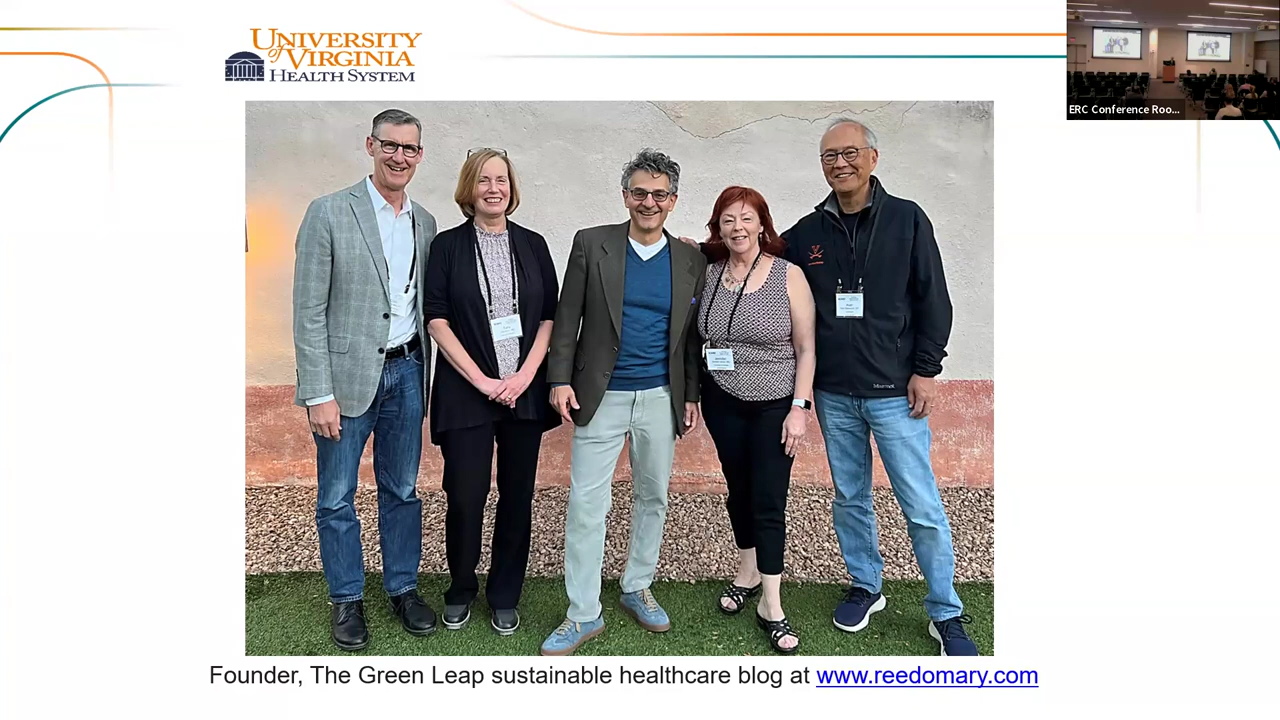 UNIVERSITY
of VIRGINIA
HEALTH SYSTEM
ERC Conference Roo...
Marmot
Founder, The Green Leap sustainable healthcare blog at www.reedomary.com